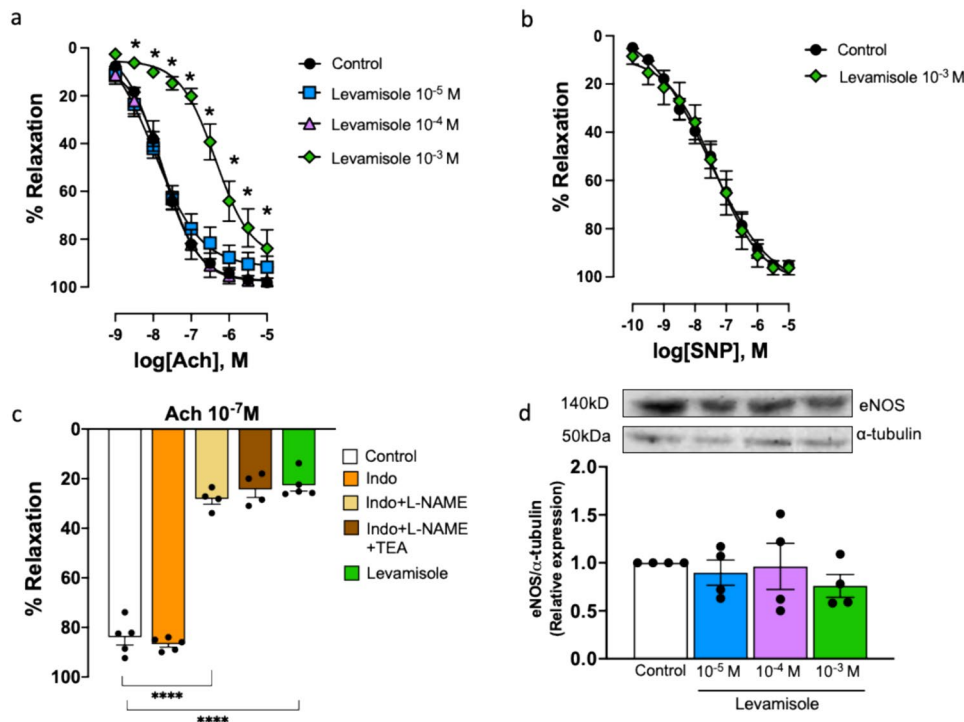 a
0
20
40
60
80
100
% Relaxation
* * * * * * * *
-9 -8 -7 -6 -5
log[Ach], M
Control
Levamisole 10⁻⁵ M
Levamisole 10⁻⁴ M
Levamisole 10⁻³ M
b
0
20
40
60
80
100
% Relaxation
-10 -9 -8 -7 -6 -5
log[SNP], M
Control
Levamisole 10⁻³ M
c
Ach 10⁻⁷M
0
20
40
60
80
100
% Relaxation
****
****
Control
Indo
Indo+L-NAME
Indo+L-NAME
+TEA
Levamisole
d
140kD
eNOS
50kDa
α-tubulin
2.0
1.5
1.0
0.5
0.0
eNOS/α-tubulin
(Relative expression)
Control 10⁻⁵ M 10⁻⁴ M 10⁻³ M
Levamisole